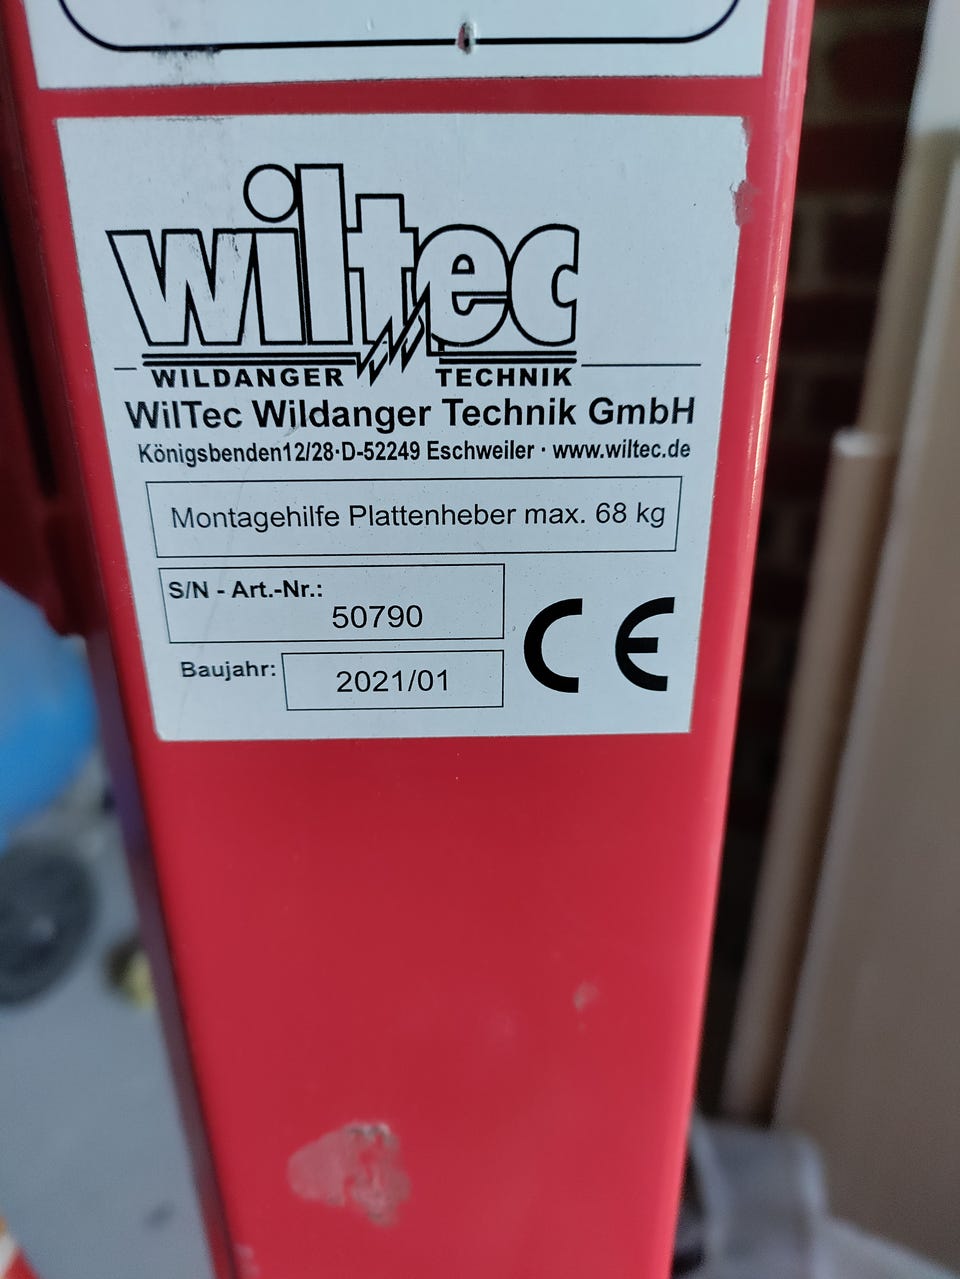 wiltec
WILDANGER TECHNIK
WilTec Wildanger Technik GmbH
Königsbenden12/28·D-52249 Eschweiler · www.wiltec.de
Montagehilfe Plattenheber max. 68 kg
S/N - Art.-Nr.:
50790
Baujahr: 2021/01
CE